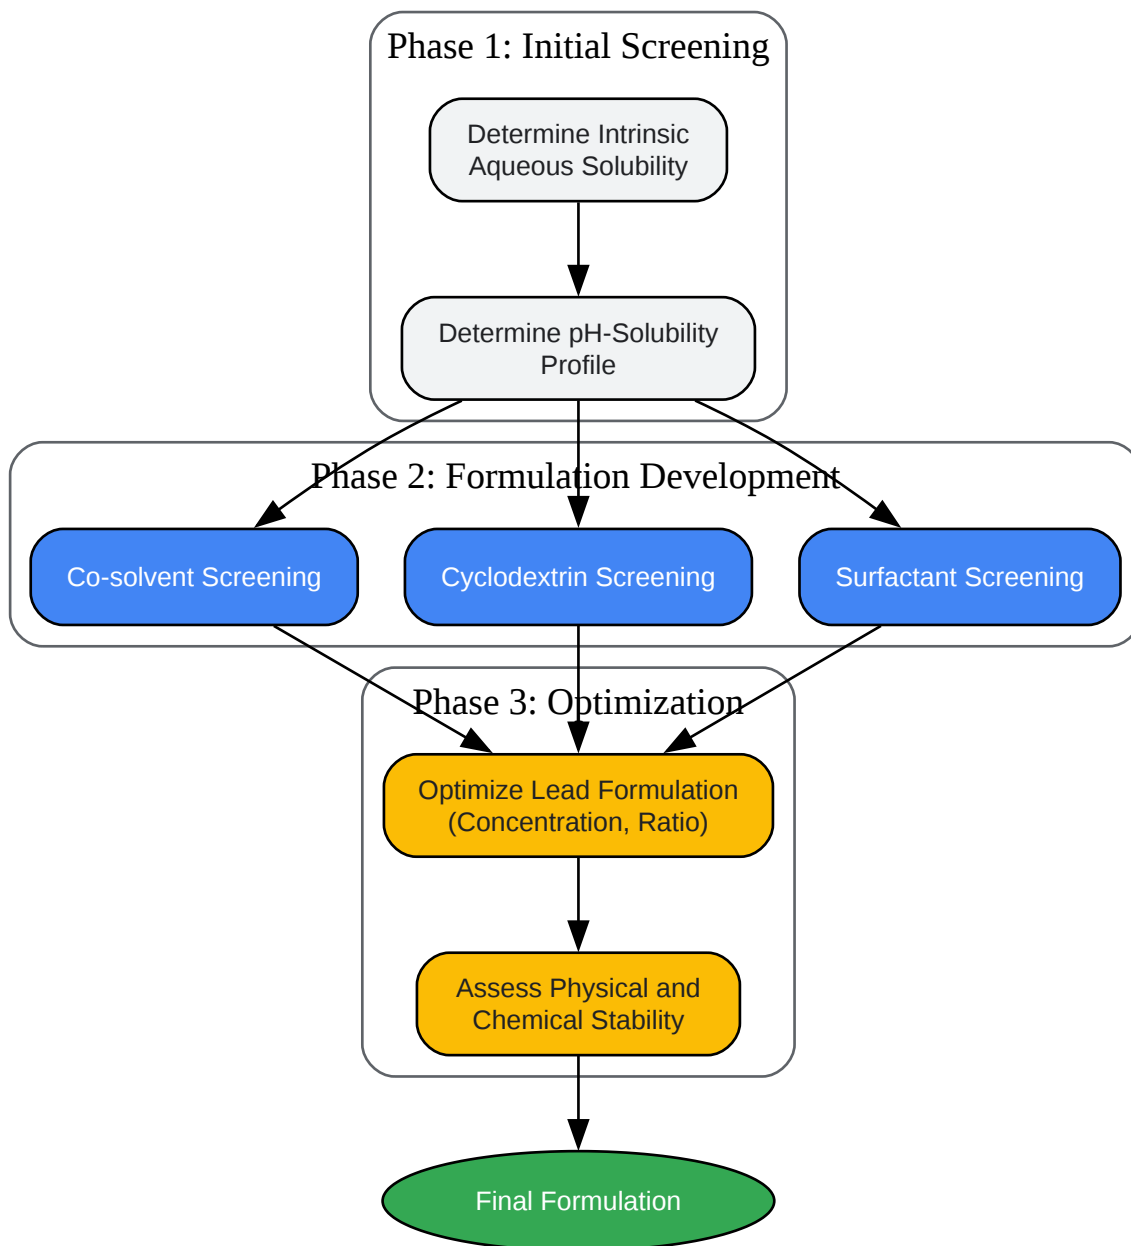 Phase 1: Initial Screening
Determine Intrinsic
Aqueous Solubility
Determine pH-Solubility
Profile
Phase 2: Formulation Development
Co-solvent Screening
Cyclodextrin Screening
Surfactant Screening
Phase 3: Optimization
Optimize Lead Formulation
(Concentration, Ratio)
Assess Physical and
Chemical Stability
Final Formulation